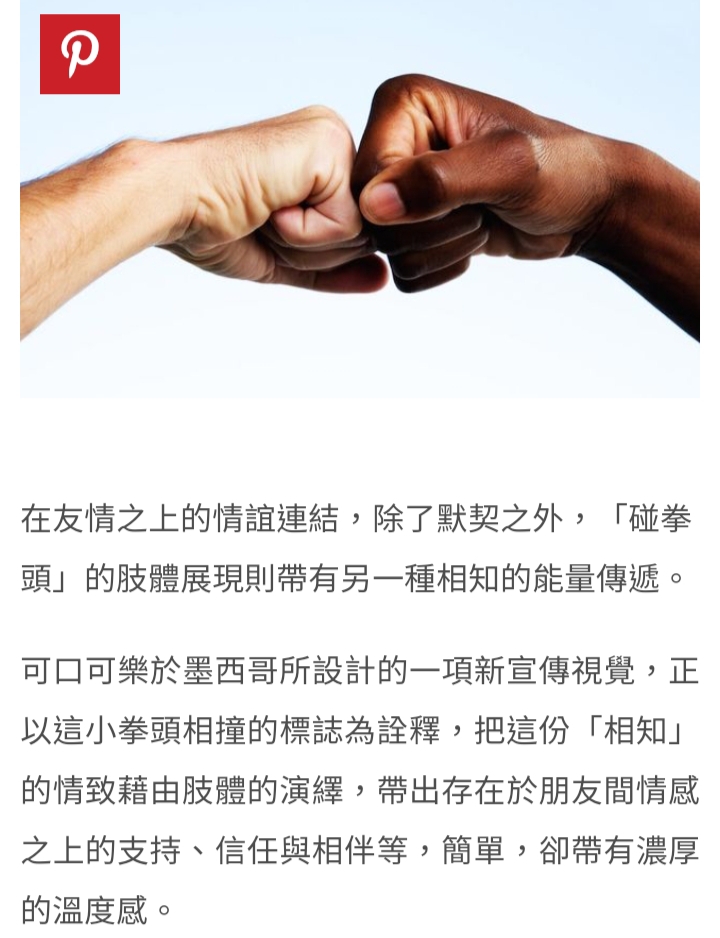 在友情之上的情誼連結，除了默契之外，「碰拳
頭」的肢體展現則帶有另一種相知的能量傳遞。
可口可樂於墨西哥所設計的一項新宣傳視覺，正
以這小拳頭相撞的標誌為詮釋，把這份「相知」
的情致藉由肢體的演繹，帶出存在於朋友間情感
之上的支持、信任與相伴等，簡單，卻帶有濃厚
的溫度感。